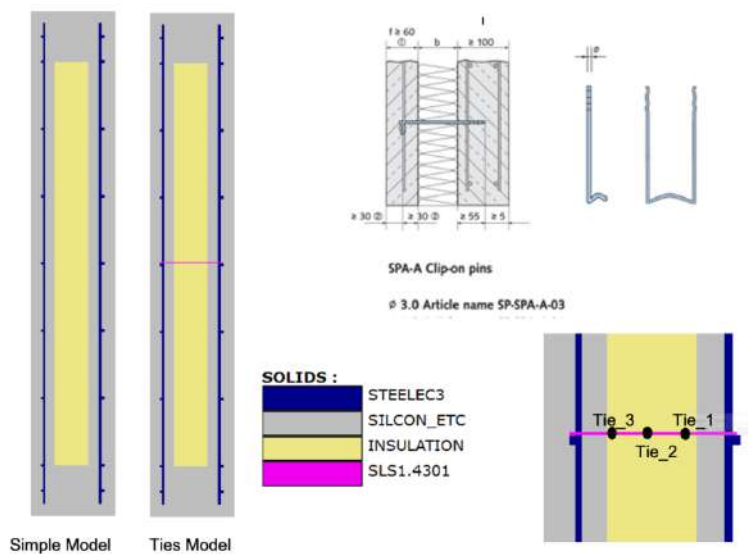 f ≥ 60
b
≥ 100
①
≥ 30 ②
≥ 30 ②
≥ 55
≥ 5
ø
SPA-A Clip-on pins
ø 3.0 Article name SP-SPA-A-03
SOLIDS :
STEELEC3
SILCON_ETC
INSULATION
SLS1.4301
Tie_3
Tie_1
Tie_2
Simple Model
Ties Model